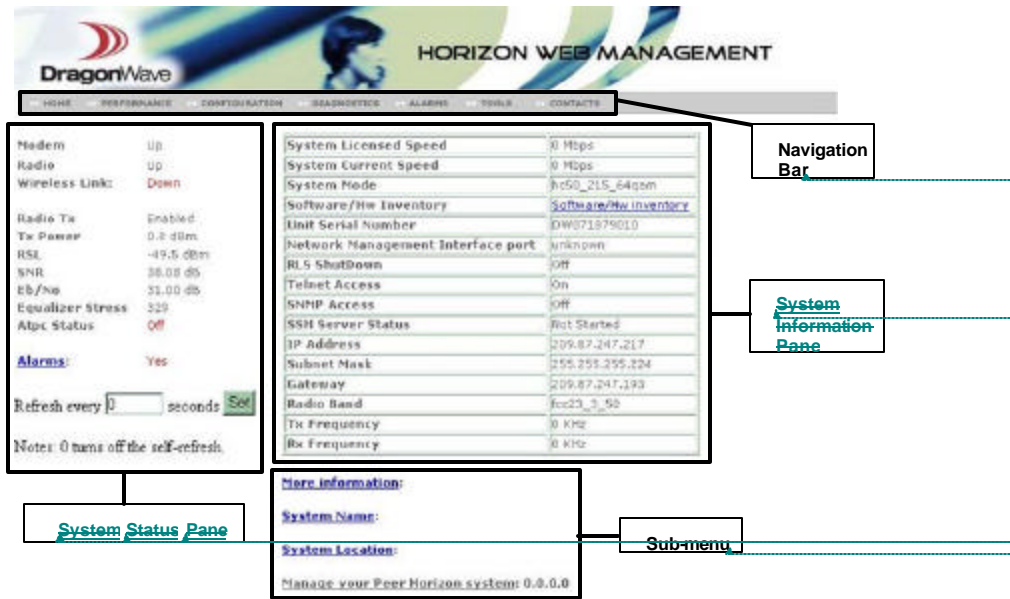 DragonWave
HORIZON WEB MANAGEMENT
HOME PERFORMANCE CONFIGURATION DIAGNOSTICS ALARMS TOOLS CONTACTS
Navigation
Bar
Modem Up
Radio Up
Wireless Link: Down
Radio Tx Enabled
Tx Power dBm
RSL -49.5 dBm
SNR dB
Eb/No 31.00 dB
Equalizer Stress 329
Atpc Status Off
Alarms: Yes
Refresh every 0 seconds Set
Notes: 0 turns off the self-refresh.
System Status Pane
System Licensed Speed 0 Mbps
System Current Speed 0 Mbps
System Mode hc50_215_64qam
Software/Hw Inventory Software/Hw inventory
Unit Serial Number DW071879010
Network Management Interface port unknown
RLS ShutDown Off
Telnet Access On
SNMP Access Off
SSH Server Status Not Started
IP Address 209.87.247.217
Subnet Mask 255.255.255.224
Gateway 209.87.247.193
Radio Band fcc23_3_50
Tx Frequency 0 KHz
Rx Frequency 0 KHz
System
Information
Pane
More information:
System Name:
System Location:
Manage your Peer Horizon system: 0.0.0.0
Sub-menu